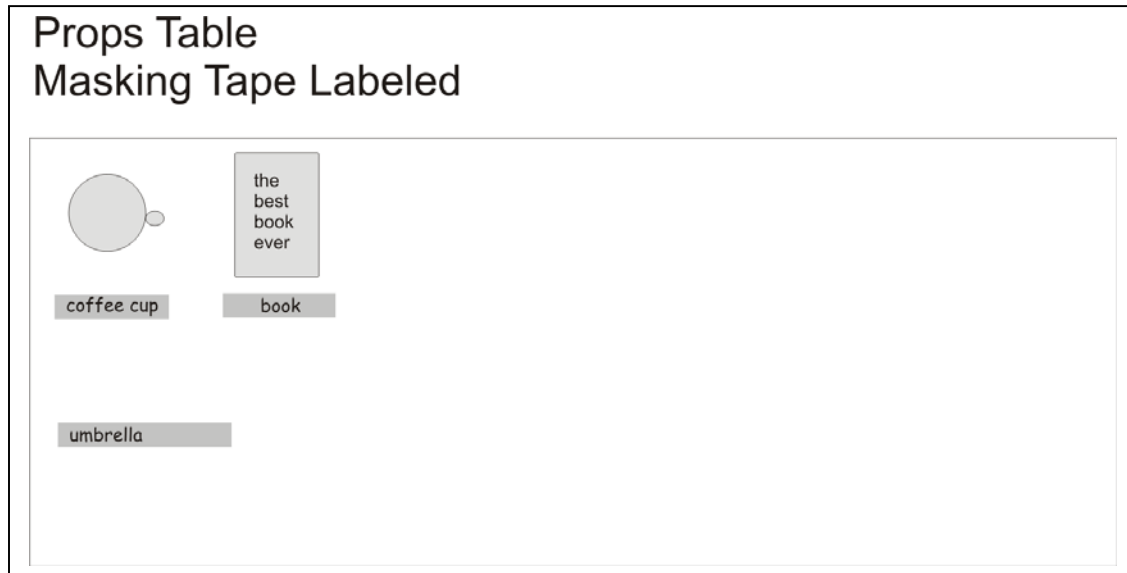 Props Table
Masking Tape Labeled
the
best
book
ever
coffee cup
book
umbrella